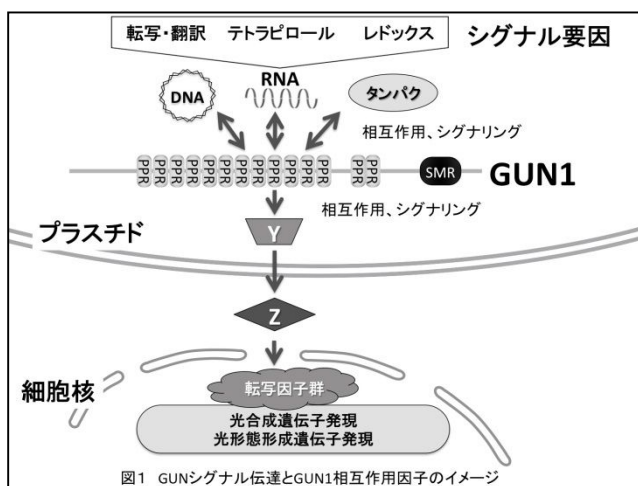 転写・翻訳 テトラピロール レドックス シグナル要因
DNA
RNA
タンパク
相互作用、シグナリング
PPR PPR PPR PPR PPR PPR PPR PPR PPR PPR PPR PPR PPR SMR GUN1
相互作用、シグナリング
Y
プラスチド
Z
細胞核
転写因子群
光合成遺伝子発現
光形態形成遺伝子発現
図1 GUNシグナル伝達とGUN1相互作用因子のイメージ